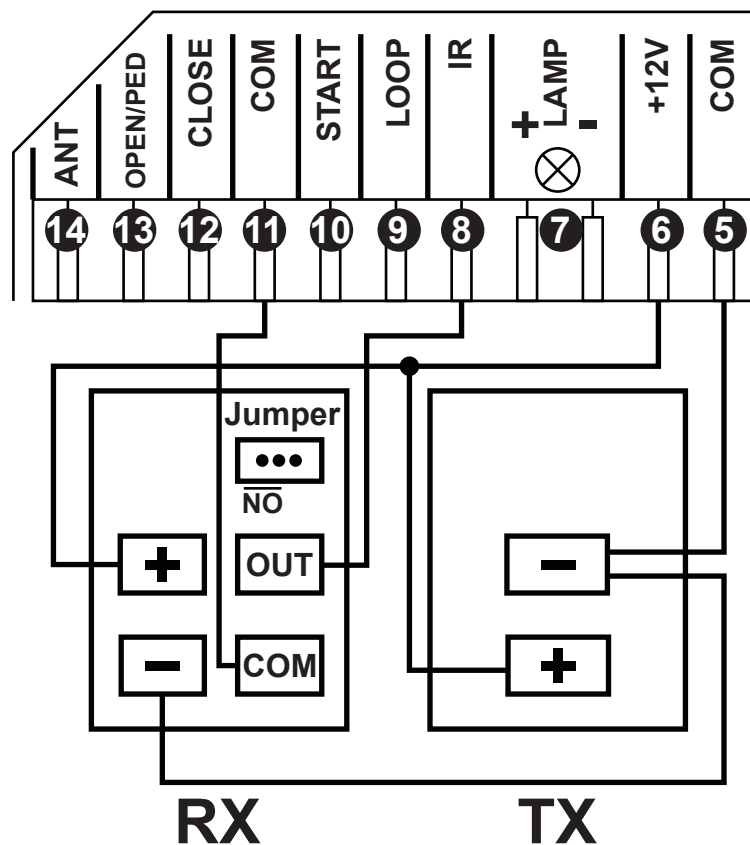 ANT
OPEN/PED
CLOSE
COM
START
LOOP
IR
+ LAMP -
+12V
COM
14 13 12 11 10 9 8 7 6 5
Jumper
NO
+ OUT
- COM
-
+
RX TX